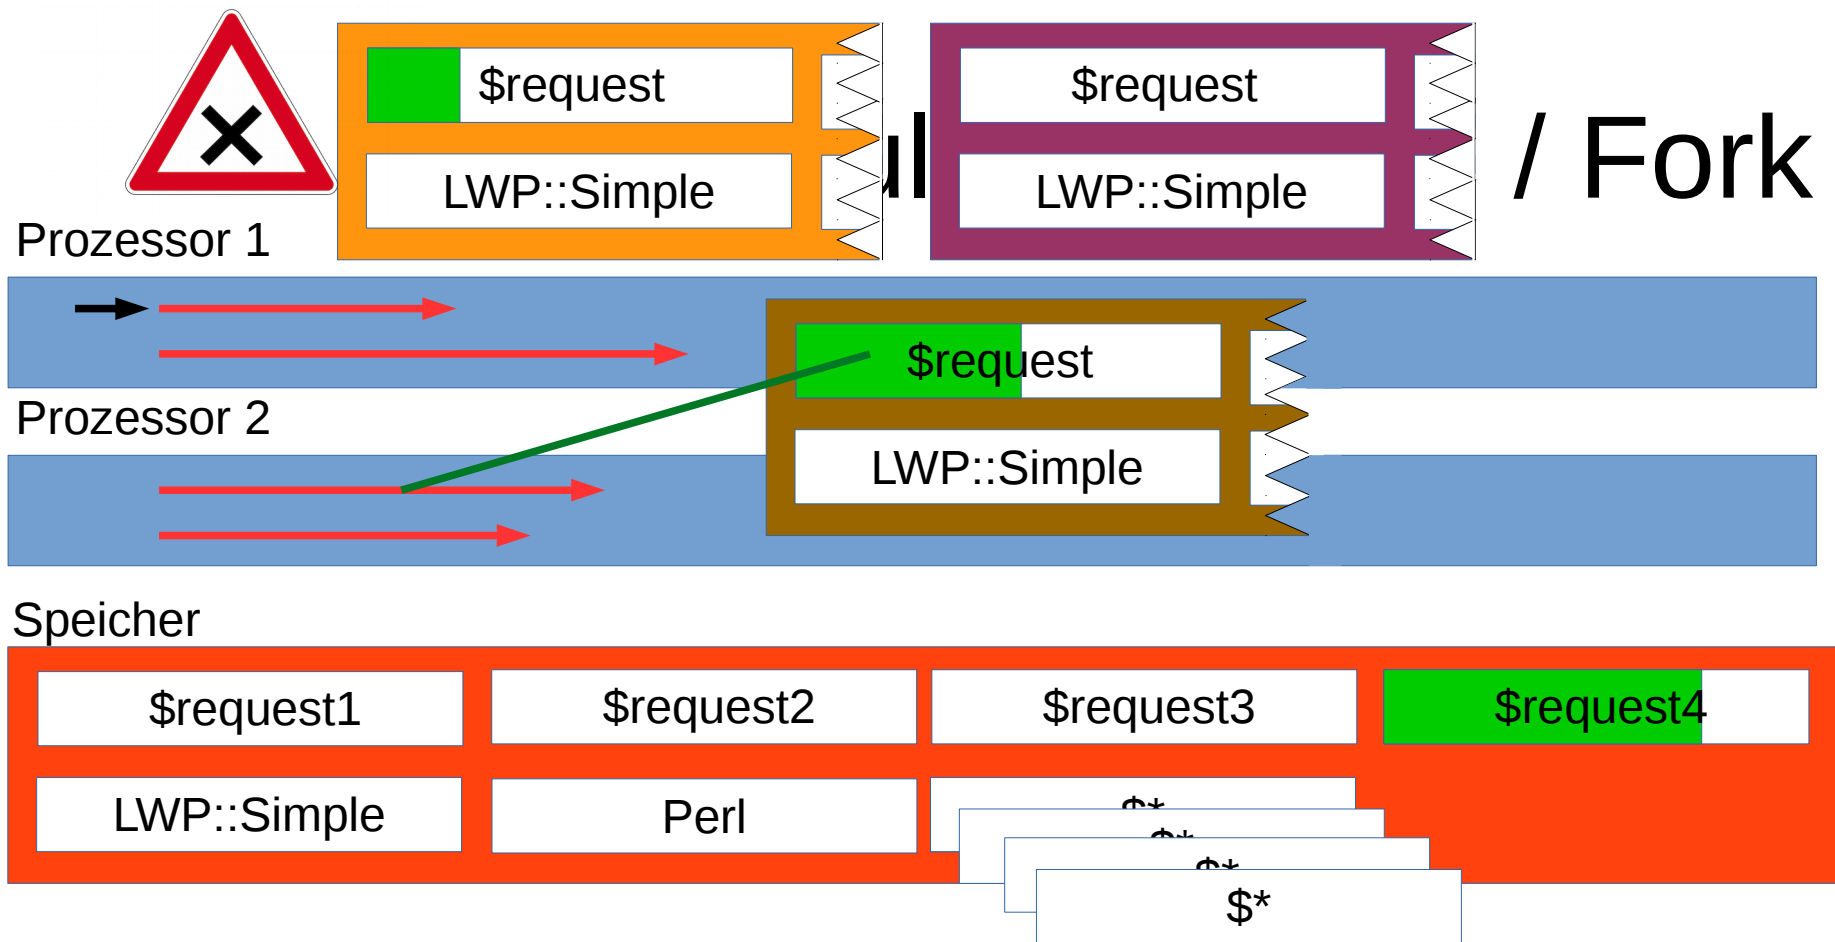 $request
$request
/ Fork
LWP::Simple
LWP::Simple
Prozessor 1
$request
Prozessor 2
LWP::Simple
Speicher
$request1
$request2
$request3
$request4
LWP::Simple
Perl
$*
$*
$*
$*